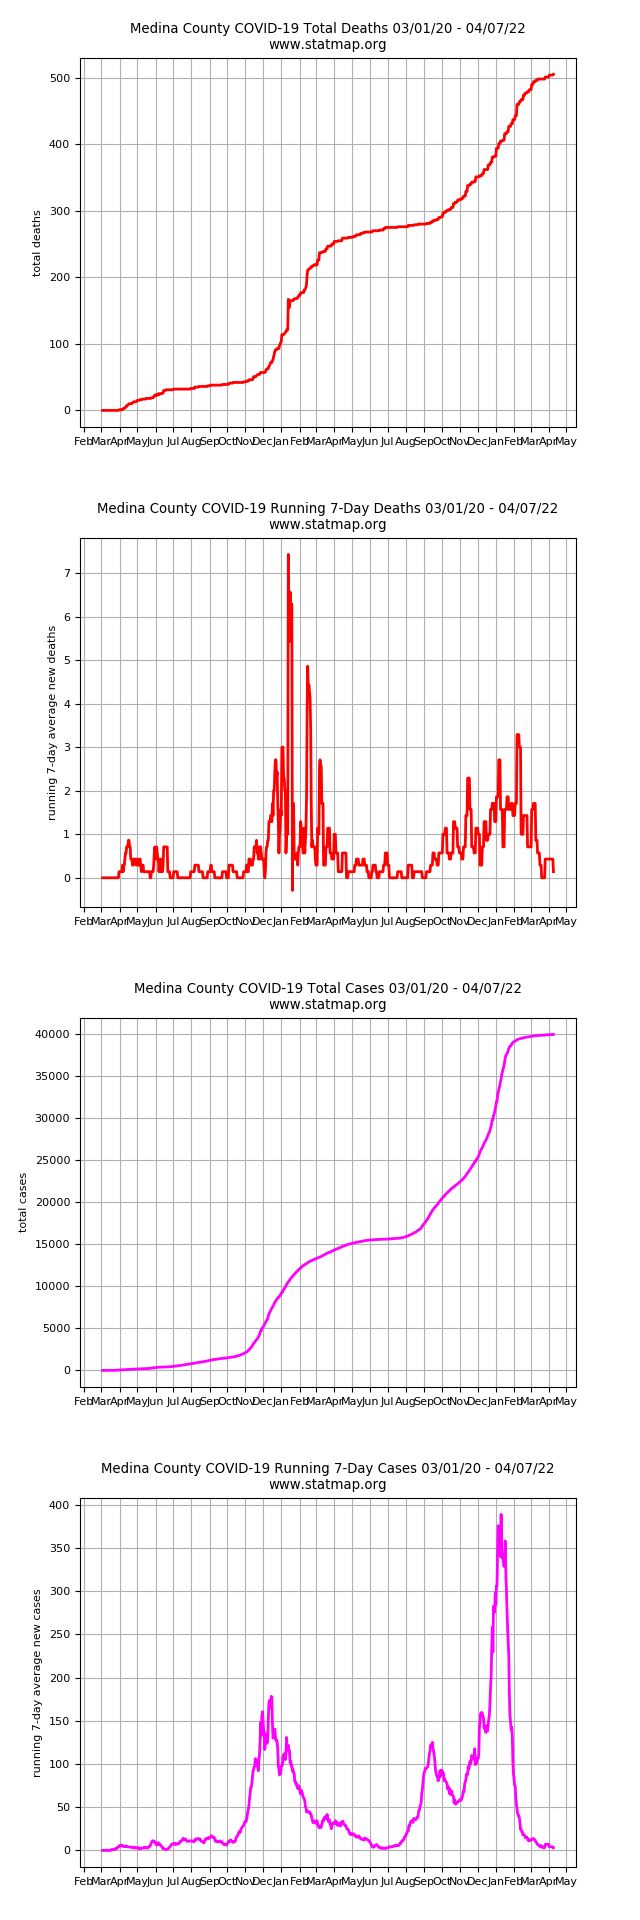 Medina County COVID-19 Total Deaths 03/01/20 - 04/07/22
www.statmap.org
500
400
300
200
100
0
total deaths
Feb Mar Apr May Jun Jul Aug Sep Oct Nov Dec Jan Feb Mar Apr May Jun Jul Aug Sep Oct Nov Dec Jan Feb Mar Apr May
Medina County COVID-19 Running 7-Day Deaths 03/01/20 - 04/07/22
www.statmap.org
7
6
5
4
3
2
1
0
running 7-day average new deaths
Feb Mar Apr May Jun Jul Aug Sep Oct Nov Dec Jan Feb Mar Apr May Jun Jul Aug Sep Oct Nov Dec Jan Feb Mar Apr May
Medina County COVID-19 Total Cases 03/01/20 - 04/07/22
www.statmap.org
40000
35000
30000
25000
20000
15000
10000
5000
0
total cases
Feb Mar Apr May Jun Jul Aug Sep Oct Nov Dec Jan Feb Mar Apr May Jun Jul Aug Sep Oct Nov Dec Jan Feb Mar Apr May
Medina County COVID-19 Running 7-Day Cases 03/01/20 - 04/07/22
www.statmap.org
400
350
300
250
200
150
100
50
0
running 7-day average new cases
Feb Mar Apr May Jun Jul Aug Sep Oct Nov Dec Jan Feb Mar Apr May Jun Jul Aug Sep Oct Nov Dec Jan Feb Mar Apr May